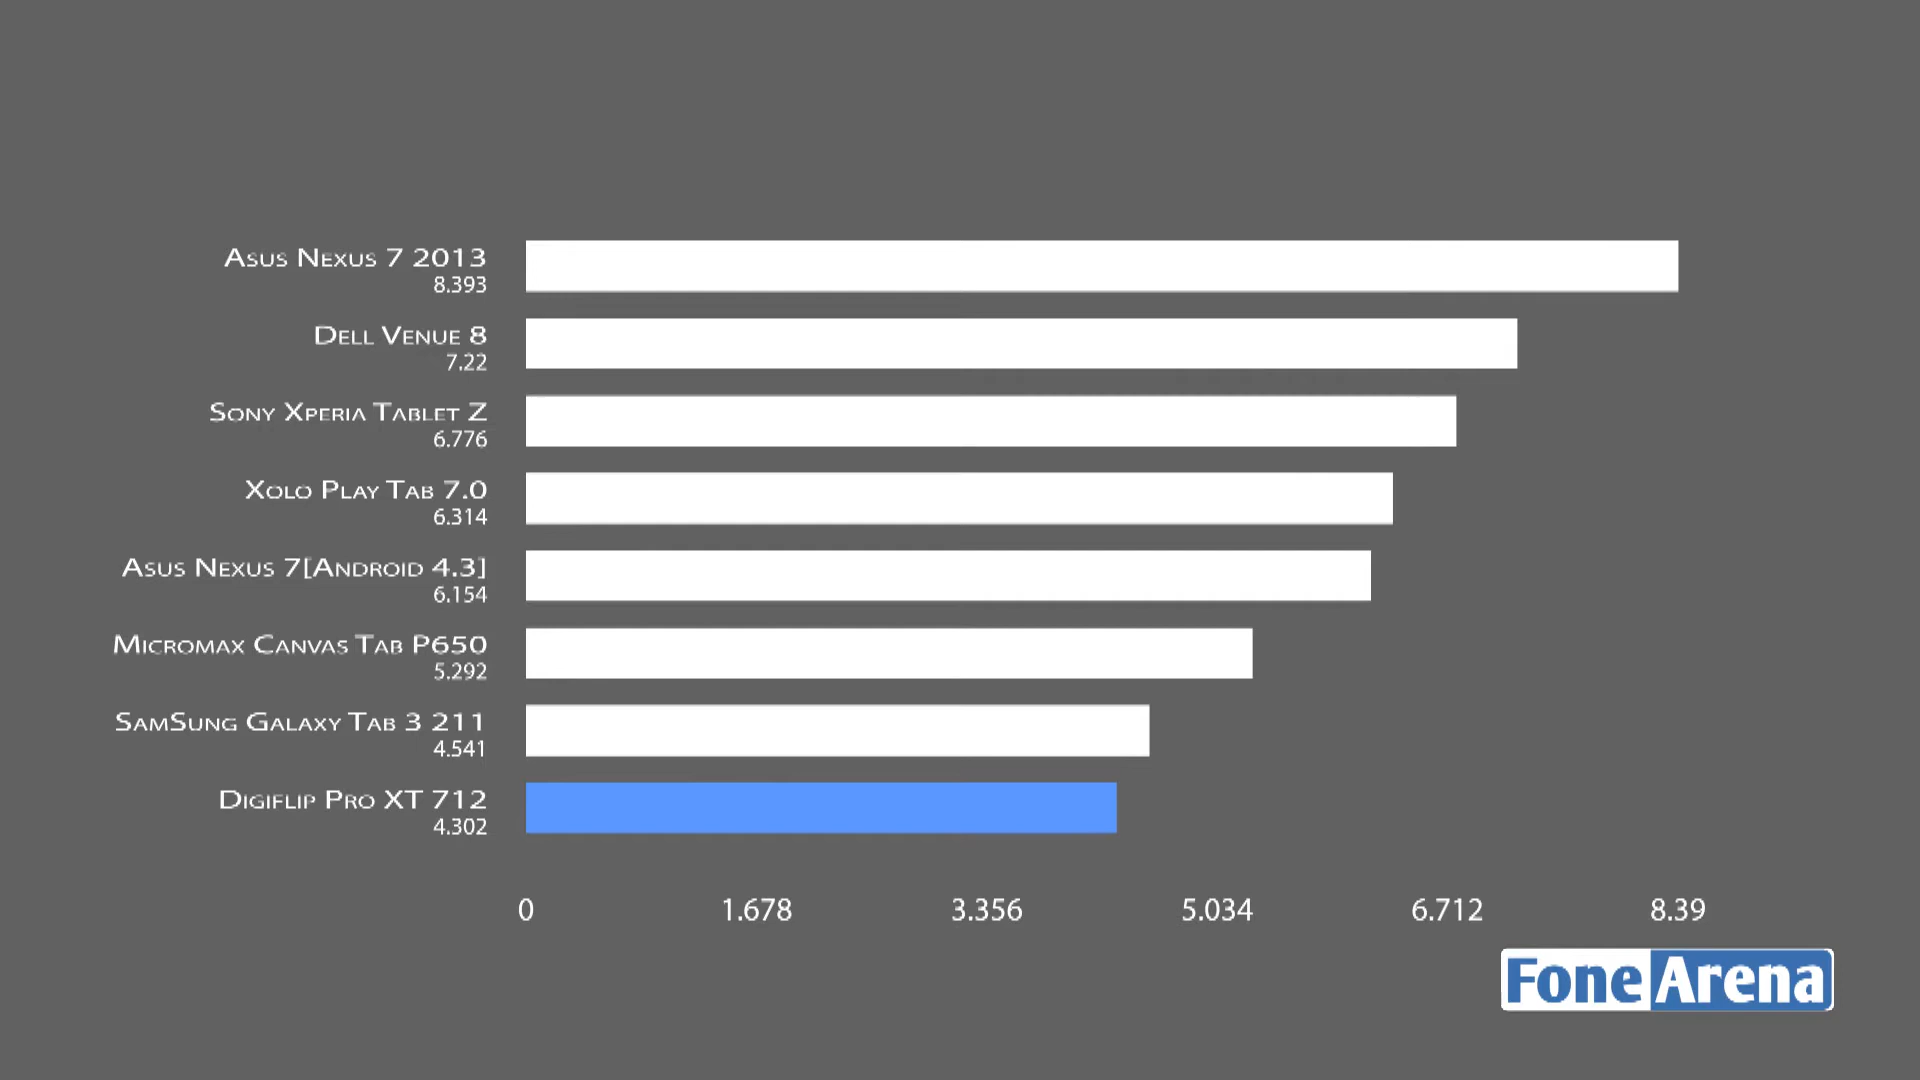 Asus Nexus 7 2013
8.393
Dell Venue 8
7.22
Sony Xperia Tablet Z
6.776
Xolo Play Tab 7.0
6.314
Asus Nexus 7[Android 4.3]
6.154
Micromax Canvas Tab P650
5.292
SamSung Galaxy Tab 3 211
4.541
Digiflip Pro XT 712
4.302
0 1.678 3.356 5.034 6.712 8.39
FoneArena